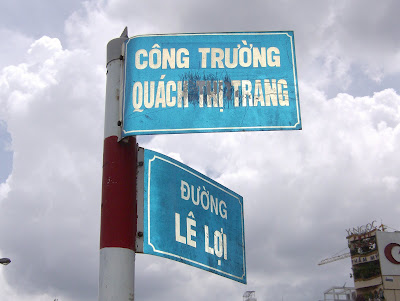 CÔNG TRƯỜNG
QUÁCH THỊ TRANG
ĐƯỜNG
LÊ LỢI